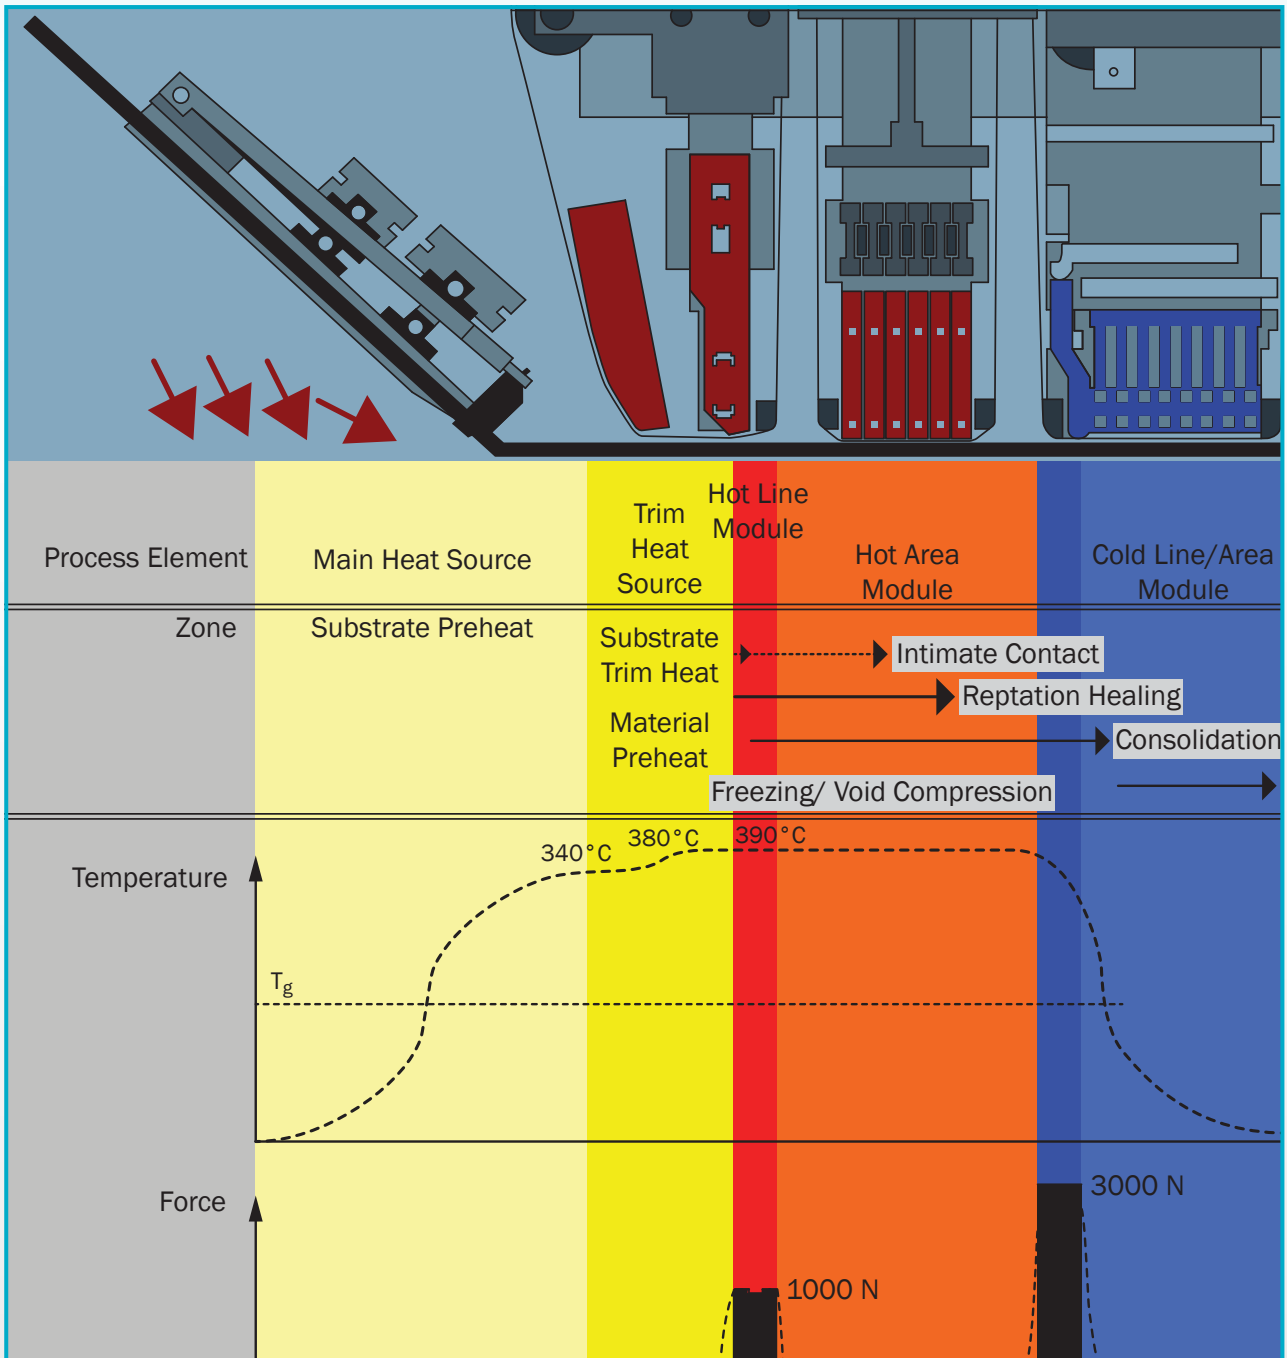 Process Element
Main Heat Source
Trim
Heat
Source
Hot Line
Module
Hot Area
Module
Cold Line/Area
Module
Zone
Substrate Preheat
Substrate
Trim Heat
Material
Preheat
Intimate Contact
Reptation Healing
Consolidation
Freezing/ Void Compression
Temperature
340°C
380°C
390°C
Tg
Force
1000 N
3000 N